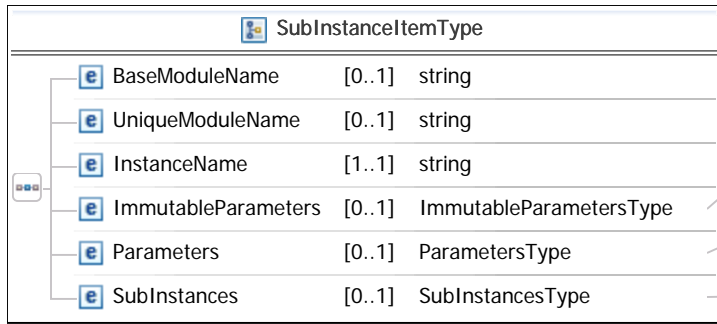 SubInstanceItemType
e BaseModuleName [0..1] string
e UniqueModuleName [0..1] string
e InstanceName [1..1] string
e ImmutableParameters [0..1] ImmutableParametersType
e Parameters [0..1] ParametersType
e SubInstances [0..1] SubInstancesType